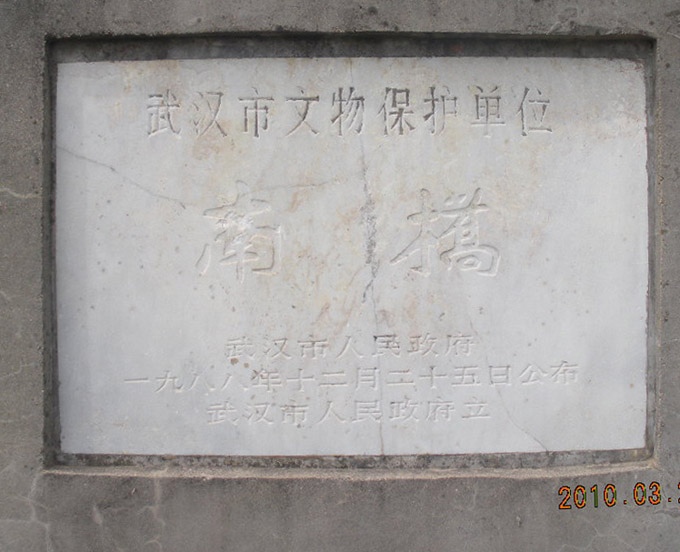 武汉市文物保护单位
南橋
武汉市人民政府
一九八八年十二月二十五日公布
武汉市人民政府立
2010.03.